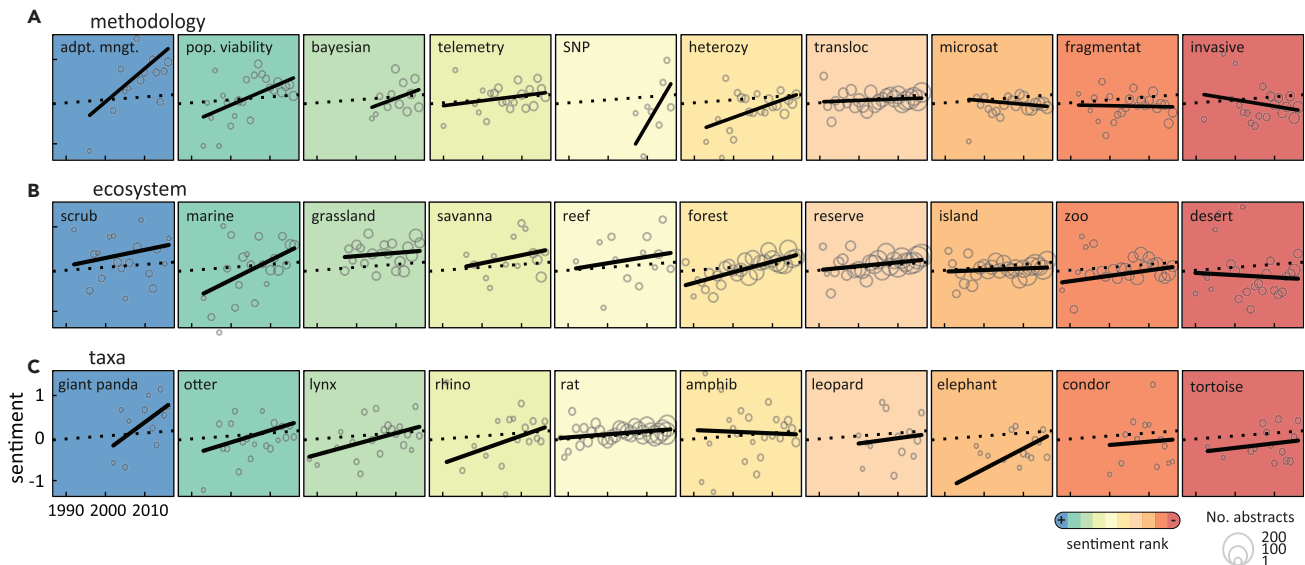 A methodology
adpt. mngt. pop. viability bayesian telemetry SNP heterozy transloc microsat fragmentat invasive
B ecosystem
scrub marine grassland savanna reef forest reserve island zoo desert
C taxa
giant panda otter lynx rhino rat amphib leopard elephant condor tortoise
sentiment
1
0
-1
1990 2000 2010
+ -
sentiment rank
No. abstracts
200
100
1